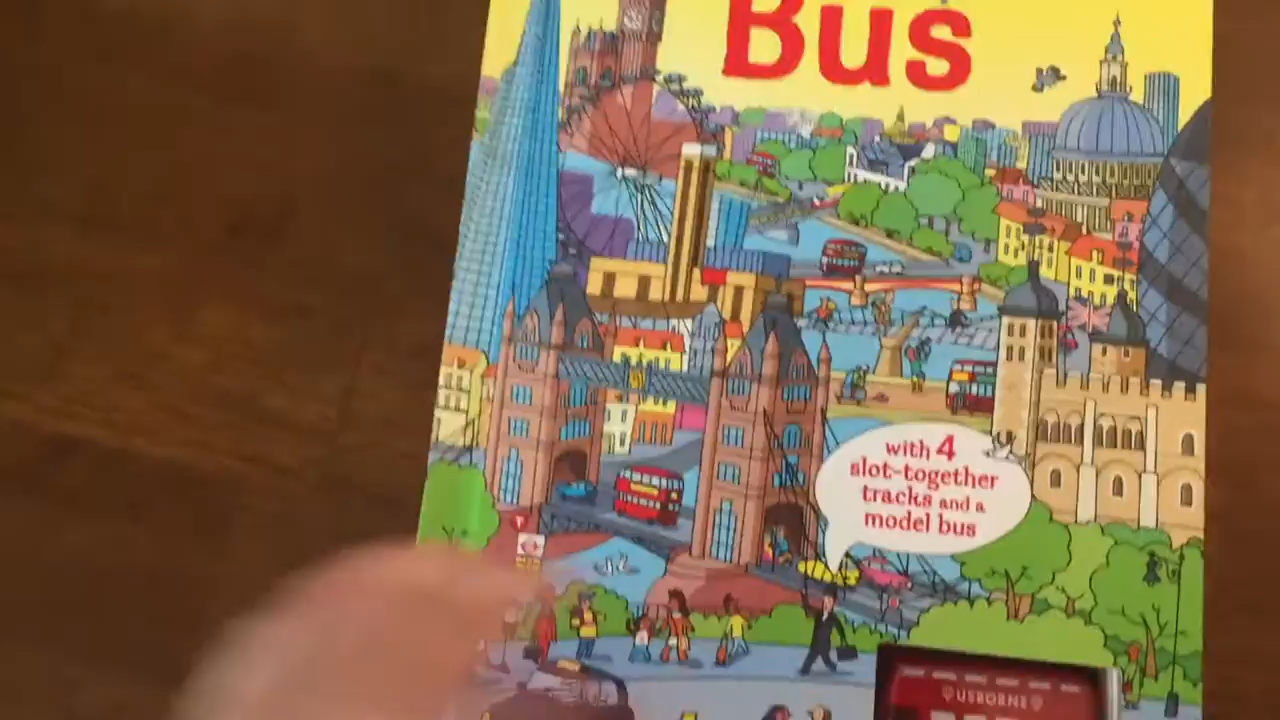 Bus
with 4
slot-together
tracks and a
model bus
USBORNE